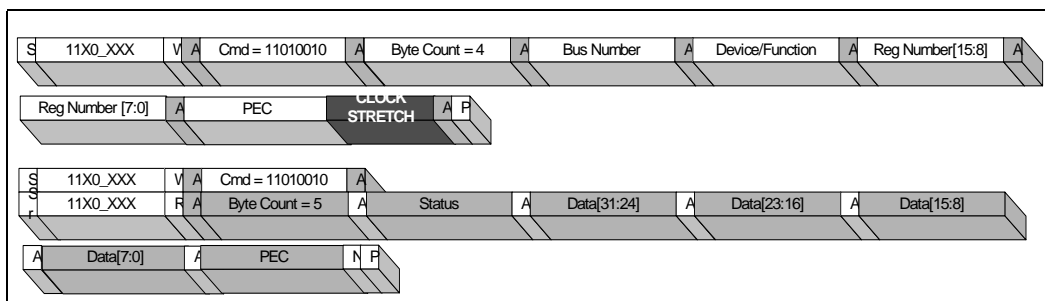 S 11X0_XXX W A Cmd = 11010010 A Byte Count = 4 A Bus Number A Device/Function A Reg Number[15:8] A
Reg Number [7:0] A PEC CLOCK STRETCH A P
S 11X0_XXX W A Cmd = 11010010 A
Sr 11X0_XXX R A Byte Count = 5 A Status A Data[31:24] A Data[23:16] A Data[15:8]
A Data[7:0] A PEC N P